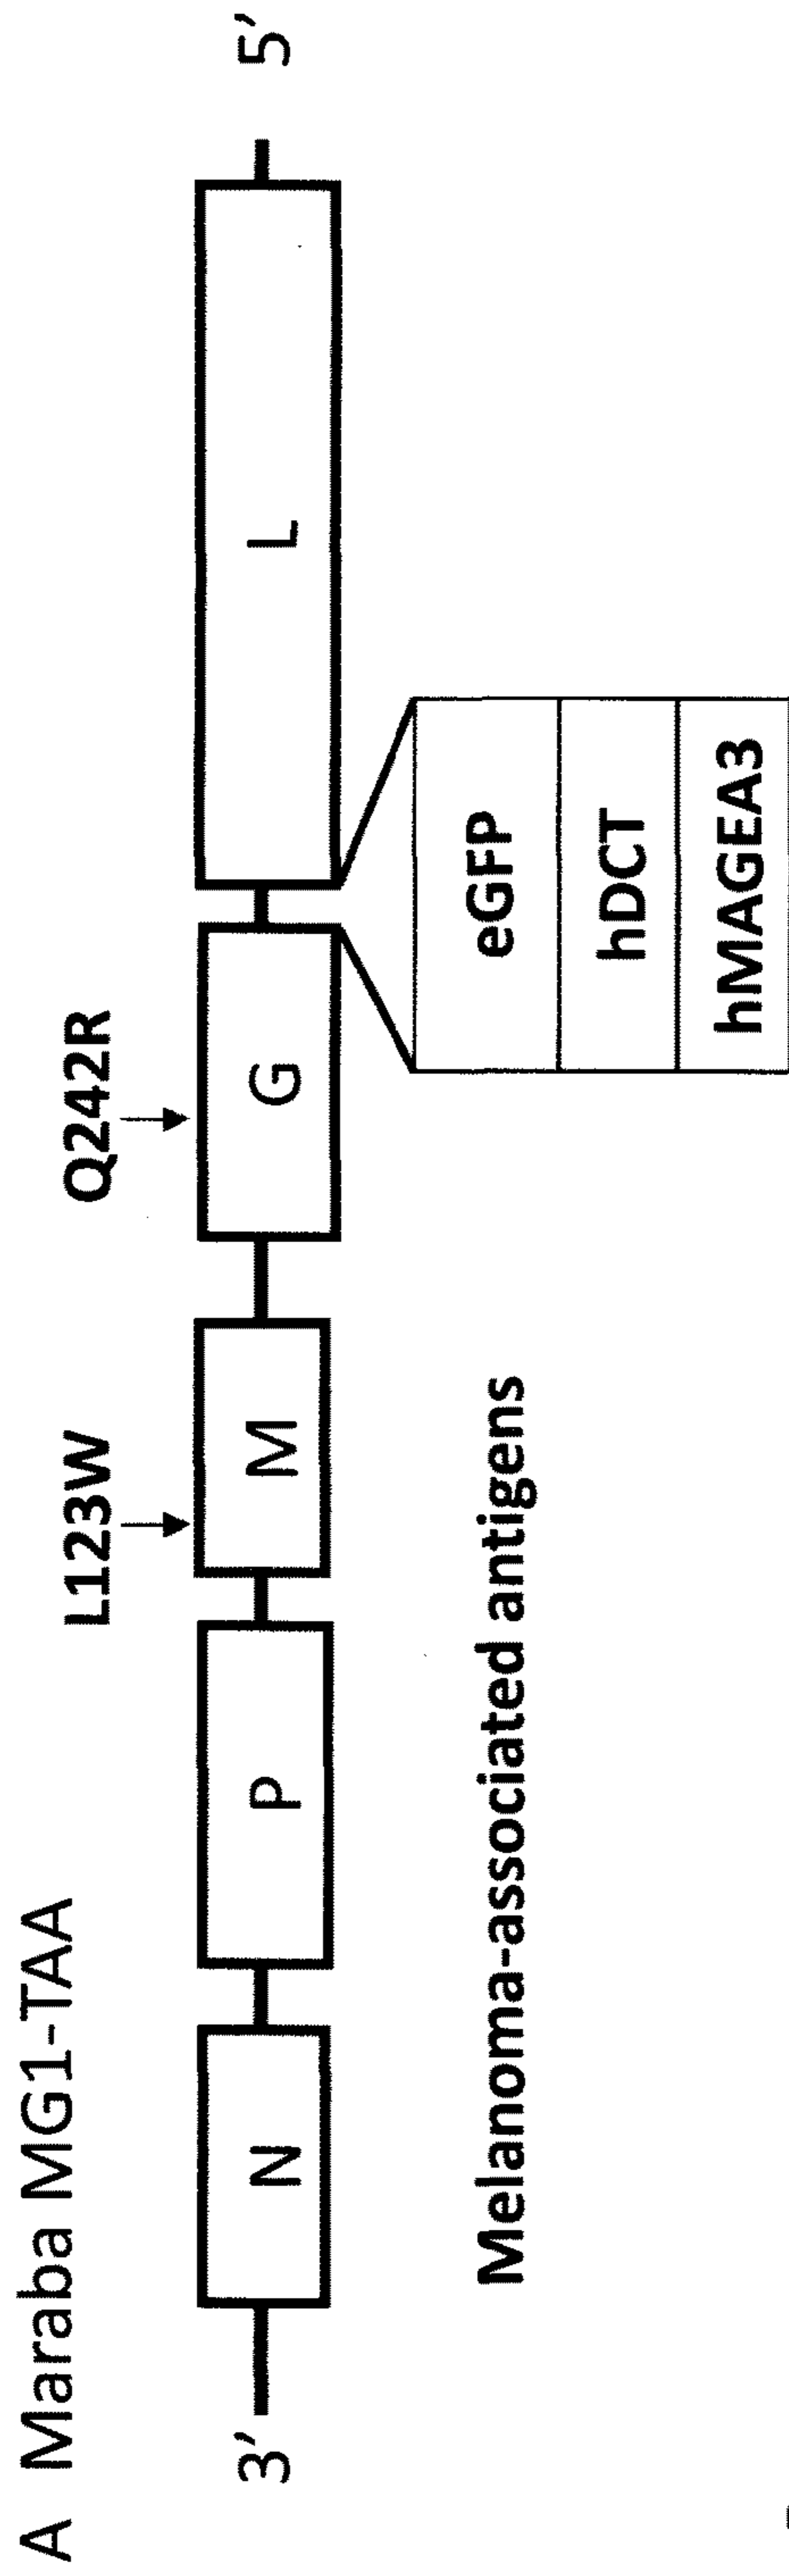 A Maraba MG1-TAA
L123W
Q242R
3’
N
P
M
G
L
5’
Melanoma-associated antigens
eGFP
hDCT
hMAGEA3